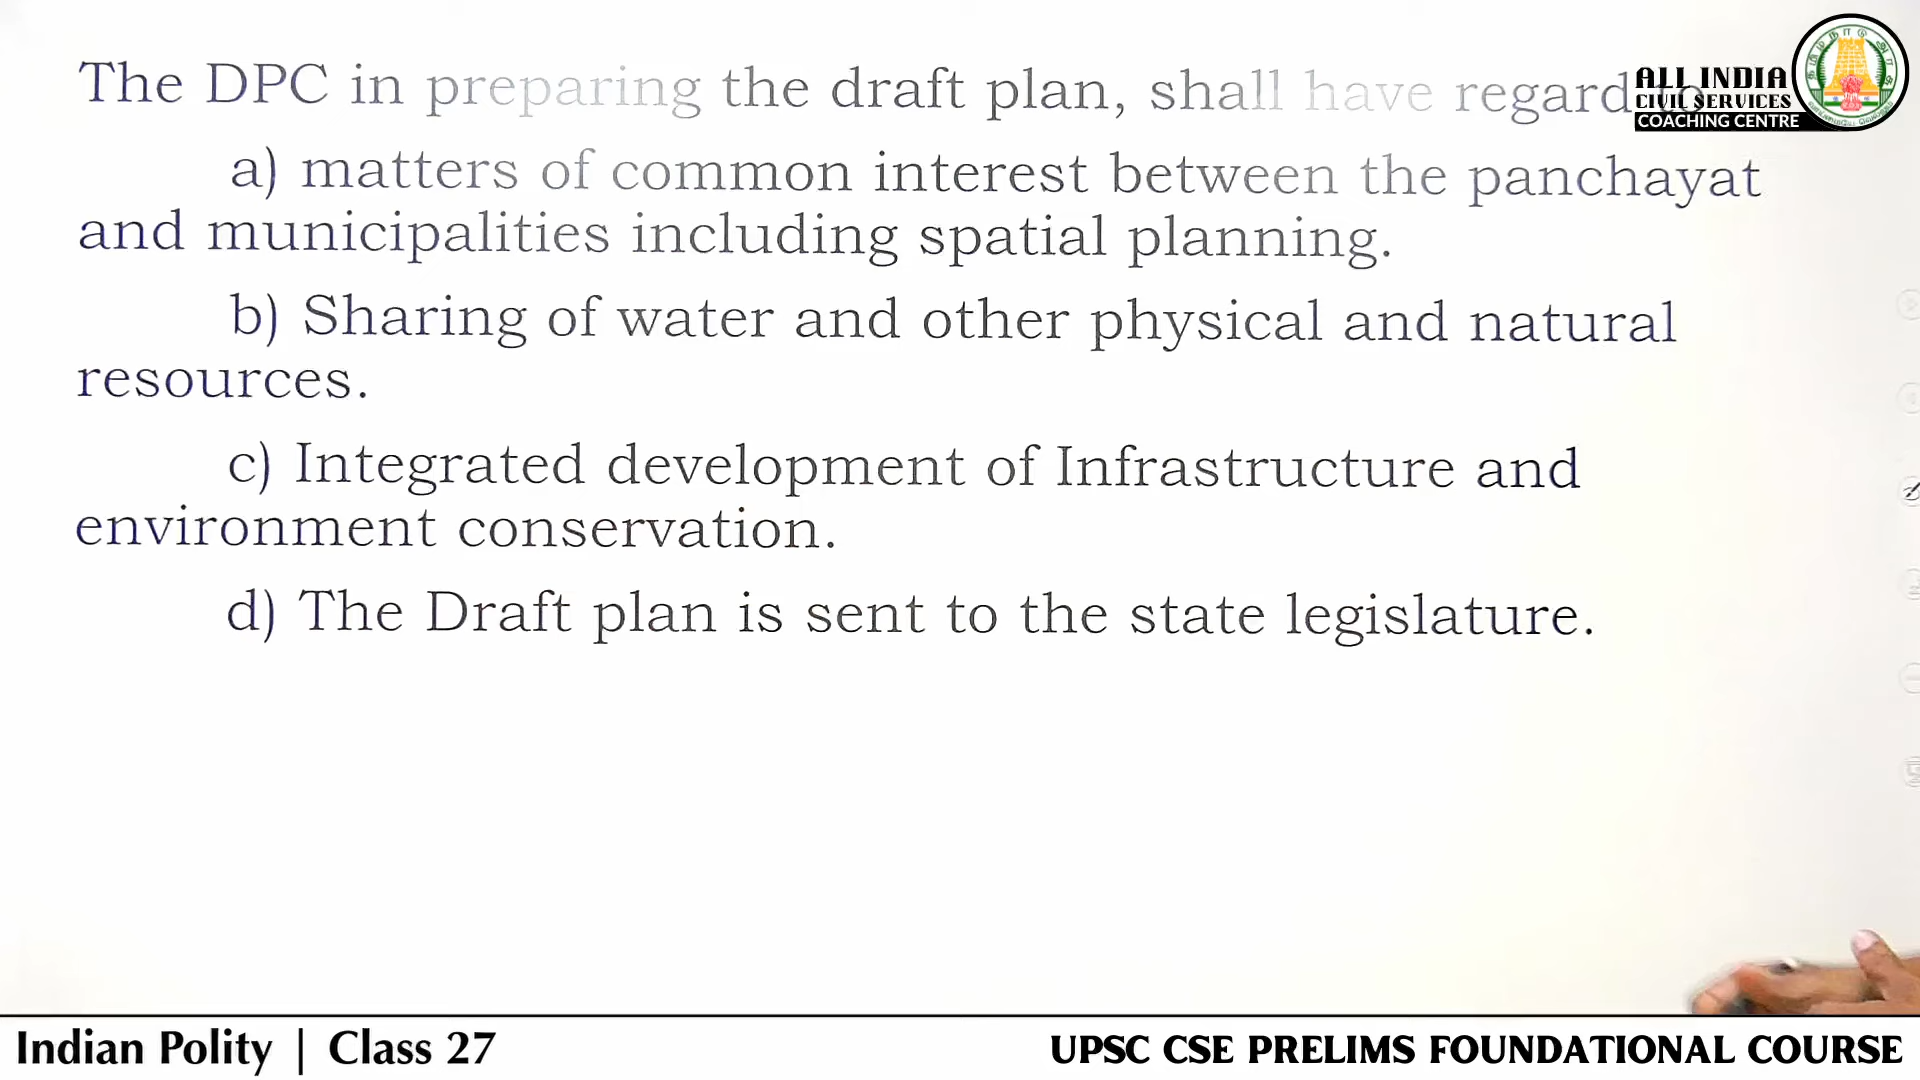 The DPC in preparing the draft plan, shall have regard to
ALL INDIA
CIVIL SERVICES
COACHING CENTRE
a) matters of common interest between the panchayat
and municipalities including spatial planning.
b) Sharing of water and other physical and natural
resources.
c) Integrated development of Infrastructure and
environment conservation.
d) The Draft plan is sent to the state legislature.
Indian Polity | Class 27
UPSC CSE PRELIMS FOUNDATIONAL COURSE